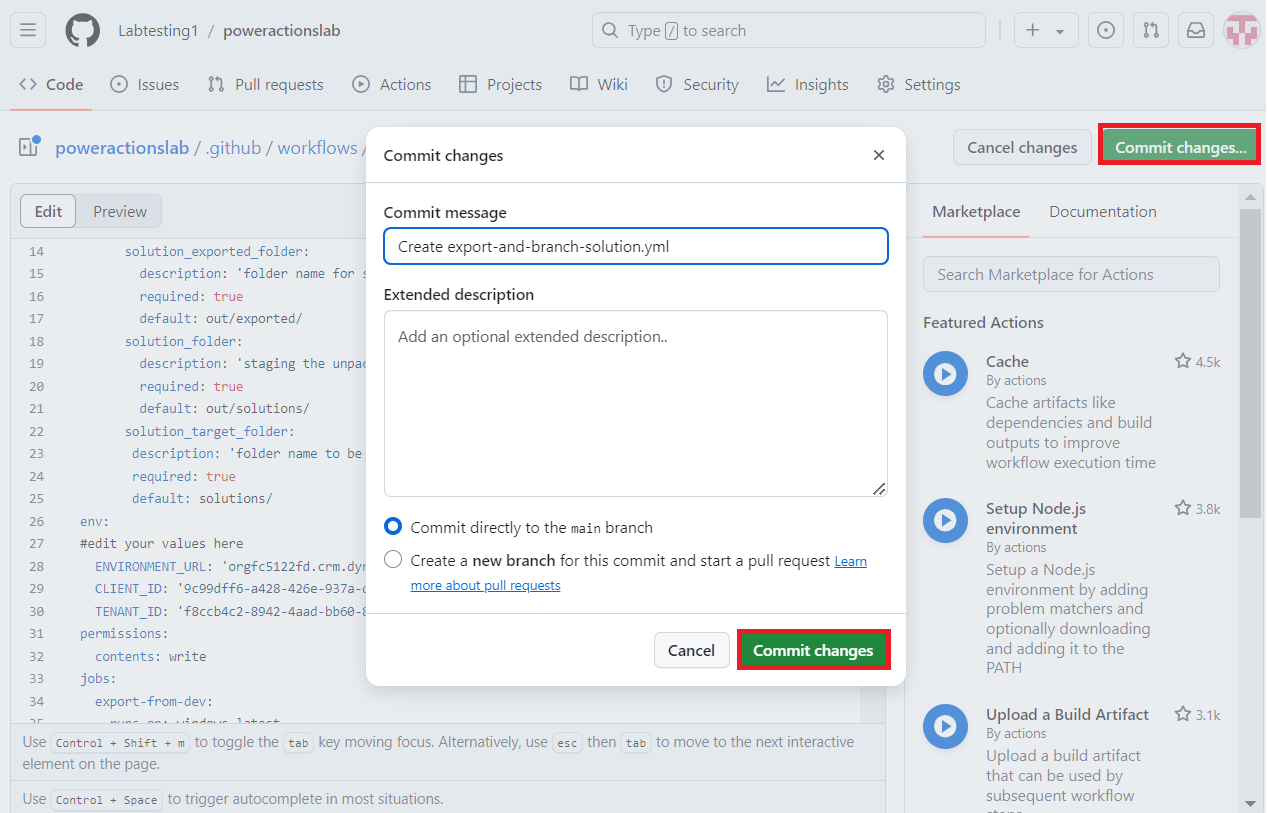 Labtesting1 / poweractionslab
Type / to search
Code Issues Pull requests Actions Projects Wiki Security Insights Settings
poweractionslab / .github / workflows /
Cancel changes Commit changes...
Edit Preview
14 solution_exported_folder:
15 description: 'folder name for s
16 required: true
17 default: out/exported/
18 solution_folder:
19 description: 'staging the unpac
20 required: true
21 default: out/solutions/
22 solution_target_folder:
23 description: 'folder name to be
24 required: true
25 default: solutions/
26 env:
27 #edit your values here
28 ENVIRONMENT_URL: 'orgfc5122fd.crm.dyn
29 CLIENT_ID: '9c99dff6-a428-426e-937a-
30 TENANT_ID: 'f8ccb4c2-8942-4aad-bb60-8
31 permissions:
32 contents: write
33 jobs:
34 export-from-dev:
35 runs-on: windows-latest
Use Control + Shift + m to toggle the tab key moving focus. Alternatively, use esc then tab to move to the next interactive
element on the page.
Use Control + Space to trigger autocomplete in most situations.
Commit changes
Commit message
Create export-and-branch-solution.yml
Extended description
Add an optional extended description..
Commit directly to the main branch
Create a new branch for this commit and start a pull request Learn
more about pull requests
Cancel Commit changes
Marketplace Documentation
Search Marketplace for Actions
Featured Actions
Cache 4.5k
By actions
Cache artifacts like
dependencies and build
outputs to improve
workflow execution time
Setup Node.js 3.8k
environment
By actions
Setup a Node.js
environment by adding
problem matchers and
optionally downloading
and adding it to the
PATH
Upload a Build Artifact 3.1k
By actions
Upload a build artifact
that can be used by
subsequent workflow
steps